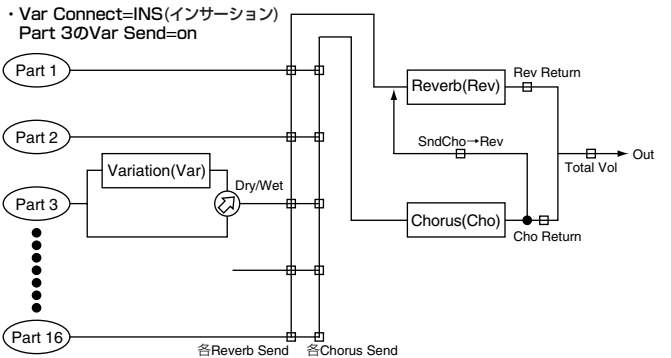 ・Var Connect=INS(インサーション)
Part 3のVar Send=on
Part 1
Reverb(Rev)
Rev Return
Part 2
SndCho→Rev
Out
Total Vol
Variation(Var)
Dry/Wet
Part 3
Chorus(Cho)
Cho Return
Part 16
各Reverb Send
各Chorus Send